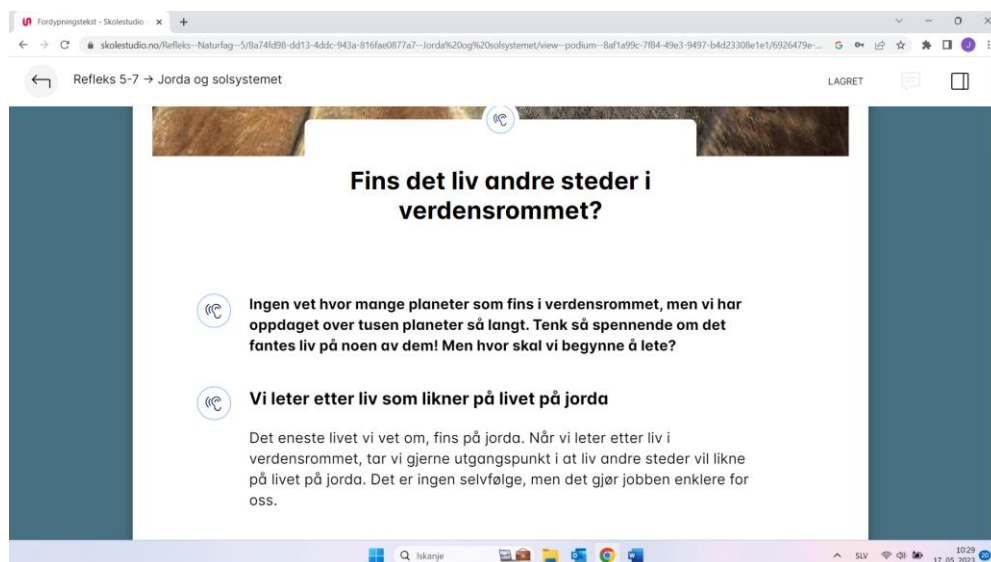 Fordypningstekst - Skolestudio
skolestudio.no/Refleks--Naturfag--5/8a74fd98-dd13-4ddc-943a-816fae0877a7--Jorda%20og%20solsystemet/view--podium--8af1a99c-7f84-49e3-9497-b4d23308e1e1/6926479e-...
Refleks 5-7 → Jorda og solsystemet
LAGRET
Fins det liv andre steder i
verdensrommet?
Ingen vet hvor mange planeter som fins i verdensrommet, men vi har
oppdaget over tusen planeter så langt. Tenk så spennende om det
fantes liv på noen av dem! Men hvor skal vi begynne å lete?
Vi leter etter liv som likner på livet på jorda
Det eneste livet vi vet om, fins på jorda. Når vi leter etter liv i
verdensrommet, tar vi gjerne utgangspunkt i at liv andre steder vil likne
på livet på jorda. Det er ingen selvfølge, men det gjør jobben enklere for
oss.
Iskanje
SLV
10:29
17. 05. 2023
20